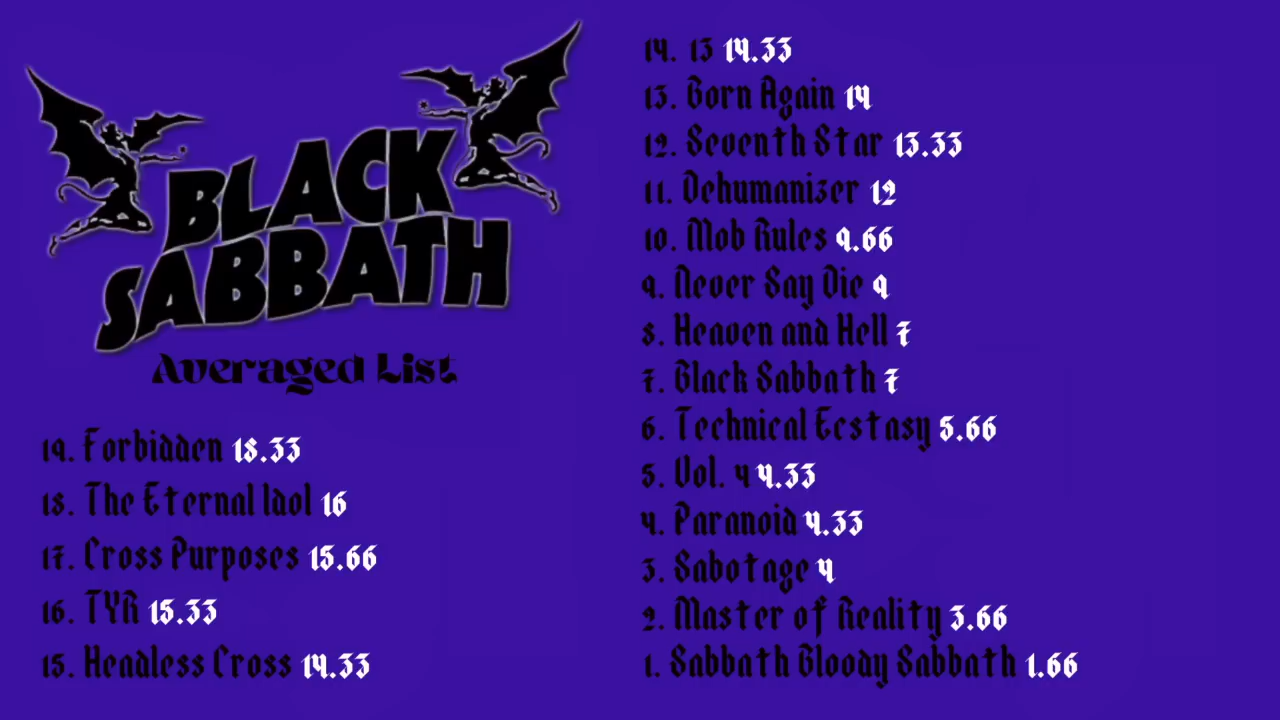 BLACK
SABBATH
Averaged List
19. Forbidden 18.33
18. The Eternal Idol 16
17. Cross Purposes 15.66
16. TYR 15.33
15. Headless Cross 14.33
14. 13 14.33
13. Born Again 14
12. Seventh Star 13.33
11. Dehumanizer 12
10. Mob Rules 9.66
9. Never Say Die 9
8. Heaven and Hell 7
7. Black Sabbath 7
6. Technical Ecstasy 5.66
5. Vol. 4 4.33
4. Paranoid 4.33
3. Sabotage 4
2. Master of Reality 3.66
1. Sabbath Bloody Sabbath 1.66